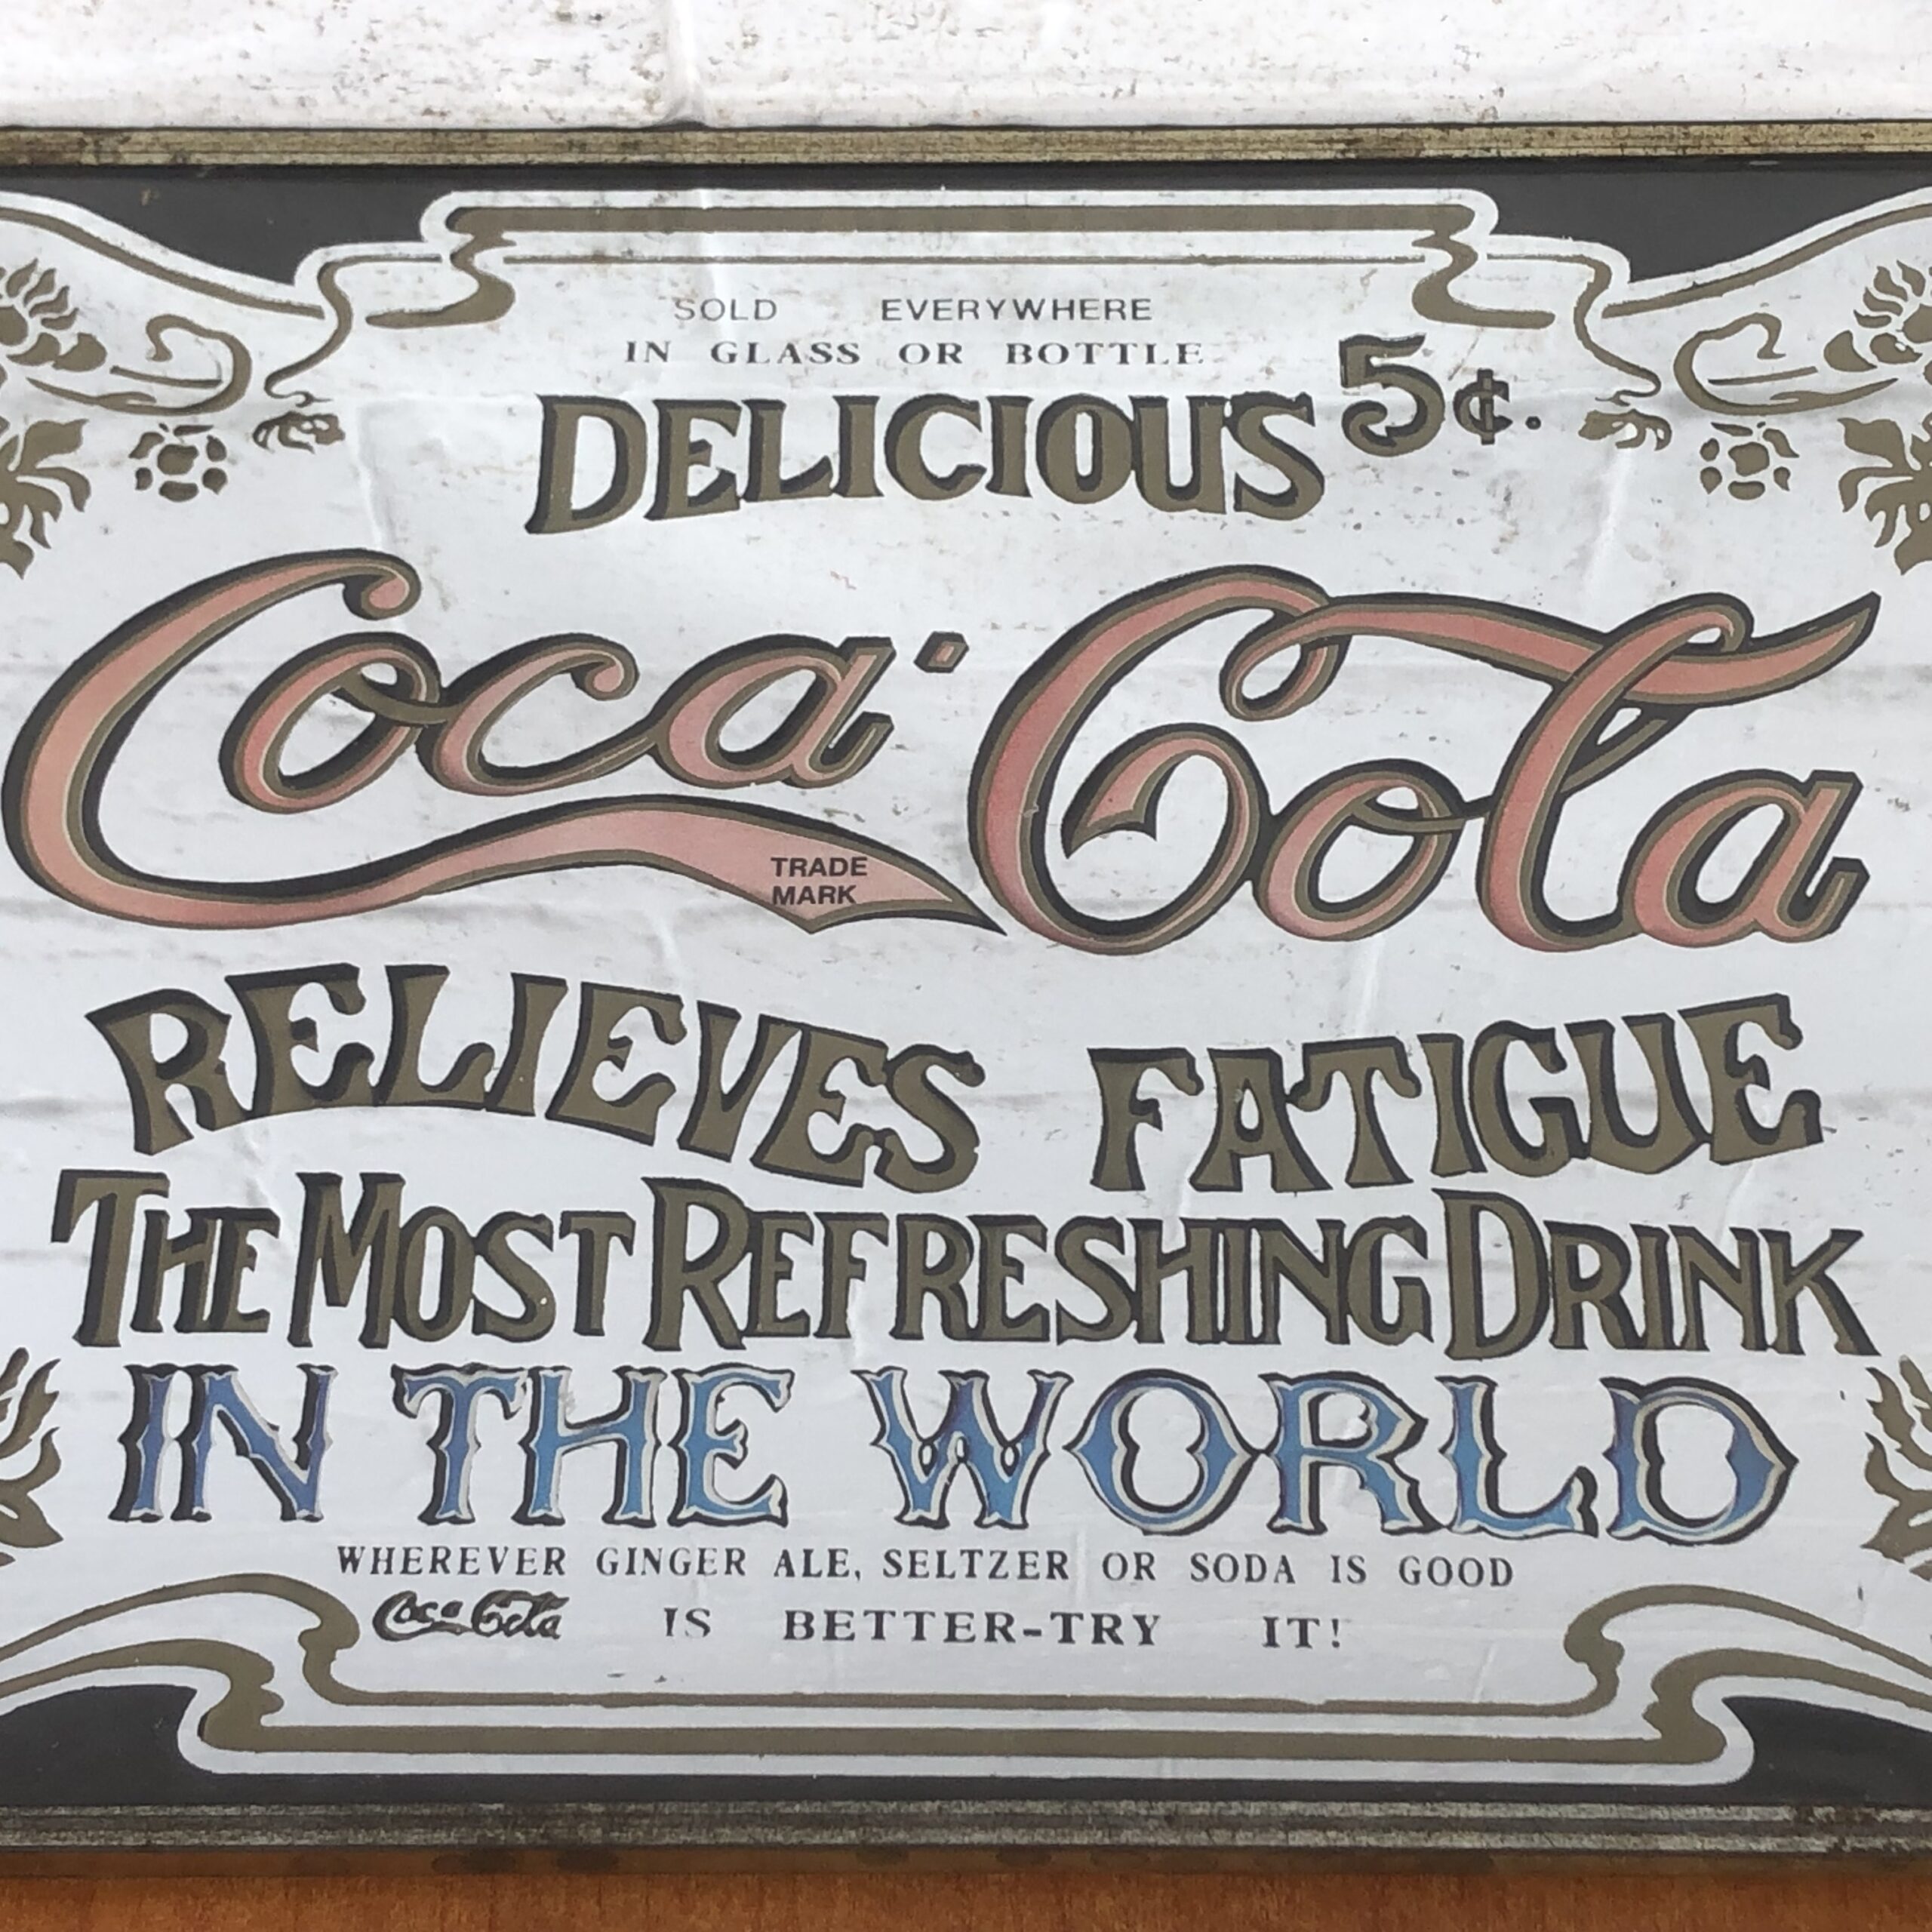 SOLD EVERYWHERE
IN GLASS OR BOTTLE
DELICIOUS 5¢.
Coca-Cola
TRADE
MARK
RELIEVES FATIGUE
THE MOST REFRESHING DRINK
IN THE WORLD
WHEREVER GINGER ALE, SELTZER OR SODA IS GOOD
Coca-Cola IS BETTER-TRY IT!